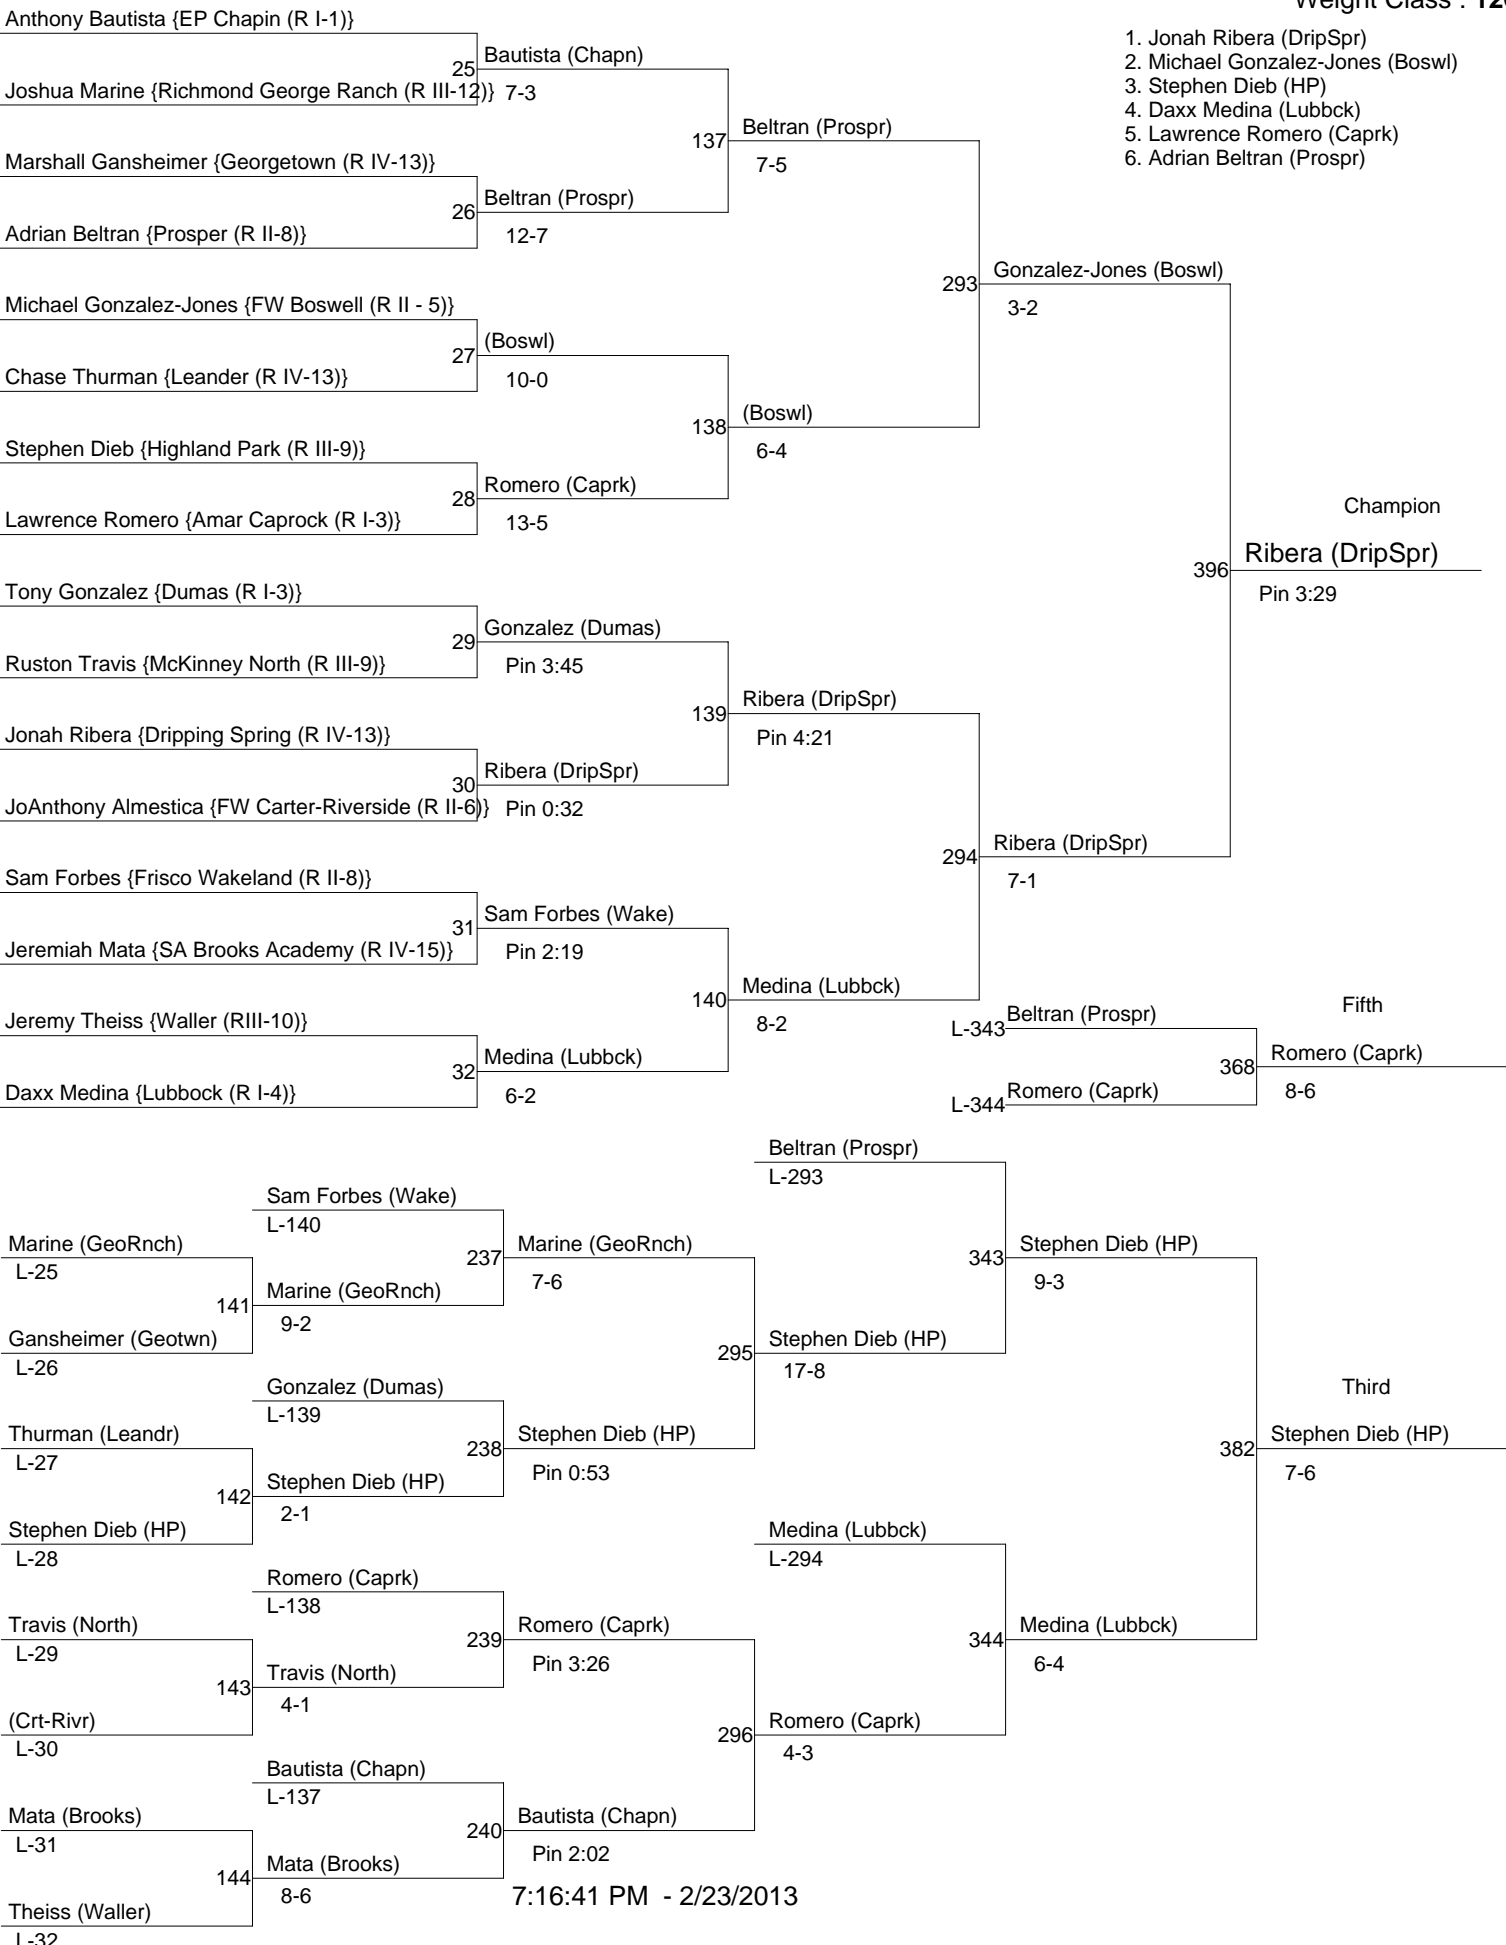 Weight Class :
1. Jonah Ribera (DripSpr)
2. Michael Gonzalez-Jones (Boswl)
3. Stephen Dieb (HP)
4. Daxx Medina (Lubbck)
5. Lawrence Romero (Caprk)
6. Adrian Beltran (Prospr)
Anthony Bautista {EP Chapin (R I-1)}
25
Bautista (Chapn)
Joshua Marine {Richmond George Ranch (R III-12)}
7-3
137
Beltran (Prospr)
7-5
Marshall Gansheimer {Georgetown (R IV-13)}
26
Beltran (Prospr)
Adrian Beltran {Prosper (R II-8)}
12-7
293
Gonzalez-Jones (Boswl)
3-2
Michael Gonzalez-Jones {FW Boswell (R II - 5)}
27
(Boswl)
Chase Thurman {Leander (R IV-13)}
10-0
138
(Boswl)
6-4
Stephen Dieb {Highland Park (R III-9)}
28
Romero (Caprk)
Lawrence Romero {Amar Caprock (R I-3)}
13-5
Champion
396
Ribera (DripSpr)
Pin 3:29
Tony Gonzalez {Dumas (R I-3)}
29
Gonzalez (Dumas)
Ruston Travis {McKinney North (R III-9)}
Pin 3:45
139
Ribera (DripSpr)
Pin 4:21
Jonah Ribera {Dripping Spring (R IV-13)}
30
Ribera (DripSpr)
JoAnthony Almestica {FW Carter-Riverside (R II-6)}
Pin 0:32
294
Ribera (DripSpr)
7-1
Sam Forbes {Frisco Wakeland (R II-8)}
31
Sam Forbes (Wake)
Jeremiah Mata {SA Brooks Academy (R IV-15)}
Pin 2:19
140
Medina (Lubbck)
8-2
Jeremy Theiss {Waller (RIII-10)}
32
Medina (Lubbck)
Daxx Medina {Lubbock (R I-4)}
6-2
Fifth
L-343
Beltran (Prospr)
368
Romero (Caprk)
8-6
L-344
Romero (Caprk)
Beltran (Prospr)
L-293
Sam Forbes (Wake)
L-140
Marine (GeoRnch)
L-25
237
Marine (GeoRnch)
7-6
343
Stephen Dieb (HP)
9-3
141
Marine (GeoRnch)
9-2
Gansheimer (Geotwn)
L-26
295
Stephen Dieb (HP)
17-8
Gonzalez (Dumas)
L-139
Third
Thurman (Leandr)
L-27
238
Stephen Dieb (HP)
Pin 0:53
382
Stephen Dieb (HP)
7-6
142
Stephen Dieb (HP)
2-1
Stephen Dieb (HP)
L-28
Medina (Lubbck)
L-294
Romero (Caprk)
L-138
Travis (North)
L-29
239
Romero (Caprk)
Pin 3:26
344
Medina (Lubbck)
6-4
143
Travis (North)
4-1
(Crt-Rivr)
L-30
296
Romero (Caprk)
4-3
Bautista (Chapn)
L-137
Mata (Brooks)
L-31
240
Bautista (Chapn)
Pin 2:02
144
Mata (Brooks)
8-6
Theiss (Waller)
L-32
7:16:41 PM - 2/23/2013